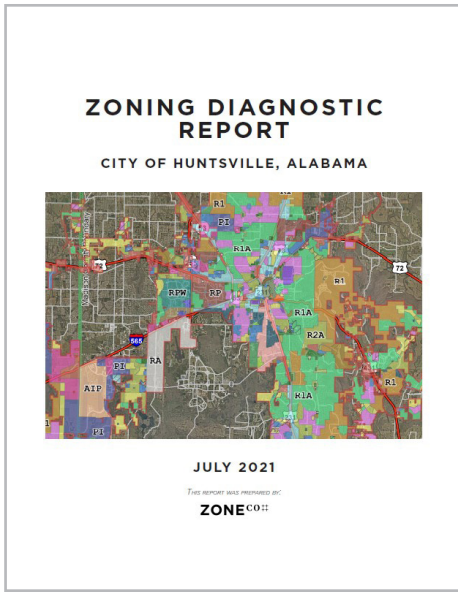 ZONING DIAGNOSTIC
REPORT
CITY OF HUNTSVILLE, ALABAMA
R1
PI
R1A
72
72
RPW
RP
R1
R1A
R2A
565
PI
RA
R1
AIP
R1A
PI
JULY 2021
THIS REPORT WAS PREPARED BY:
ZONECO